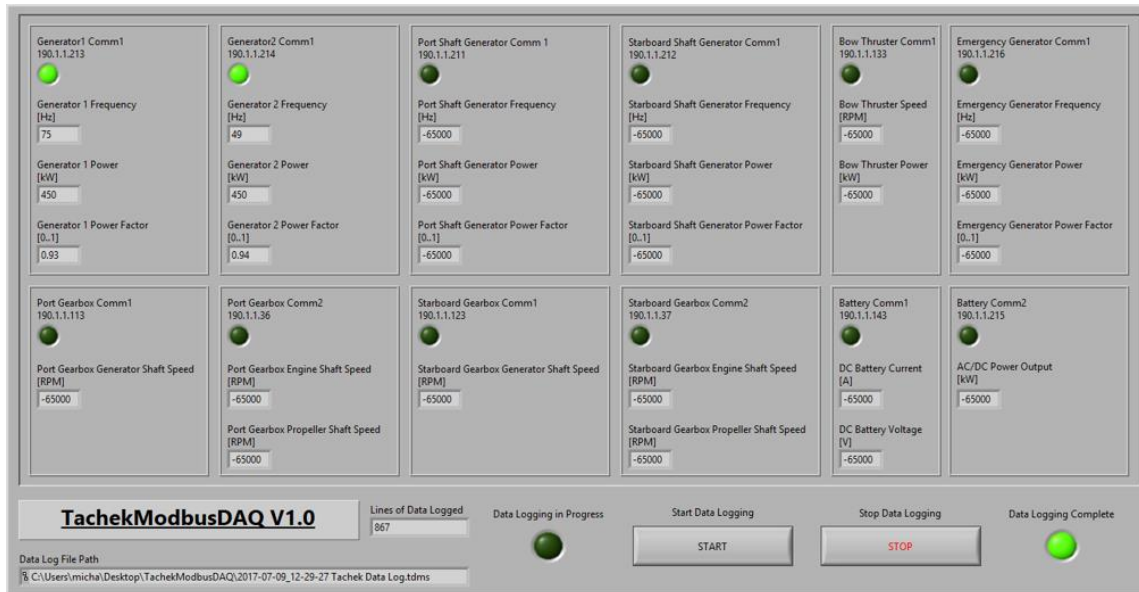 Generator1 Comm1
190.1.1.213
Generator 1 Frequency
[Hz]
75
Generator 1 Power
[kW]
450
Generator 1 Power Factor
[0..1]
0.93
Generator2 Comm1
190.1.1.214
Generator 2 Frequency
[Hz]
49
Generator 2 Power
[kW]
450
Generator 2 Power Factor
[0..1]
0.94
Port Shaft Generator Comm 1
190.1.1.211
Port Shaft Generator Frequency
[Hz]
-65000
Port Shaft Generator Power
[kW]
-65000
Port Shaft Generator Power Factor
[0..1]
-65000
Starboard Shaft Generator Comm1
190.1.1.212
Starboard Shaft Generator Frequency
[Hz]
-65000
Starboard Shaft Generator Power
[kW]
-65000
Starboard Shaft Generator Power Factor
[0..1]
-65000
Bow Thruster Comm1
190.1.1.133
Bow Thruster Speed
[RPM]
-65000
Bow Thruster Power
[kW]
-65000
Emergency Generator Comm1
190.1.1.216
Emergency Generator Frequency
[Hz]
-65000
Emergency Generator Power
[kW]
-65000
Emergency Generator Power Factor
[0..1]
-65000
Port Gearbox Comm1
190.1.1.113
Port Gearbox Generator Shaft Speed
[RPM]
-65000
Port Gearbox Comm2
190.1.1.36
Port Gearbox Engine Shaft Speed
[RPM]
-65000
Port Gearbox Propeller Shaft Speed
[RPM]
-65000
Starboard Gearbox Comm1
190.1.1.123
Starboard Gearbox Generator Shaft Speed
[RPM]
-65000
Starboard Gearbox Comm2
190.1.1.37
Starboard Gearbox Engine Shaft Speed
[RPM]
-65000
Starboard Gearbox Propeller Shaft Speed
[RPM]
-65000
Battery Comm1
190.1.1.143
DC Battery Current
[A]
-65000
DC Battery Voltage
[V]
-65000
Battery Comm2
190.1.1.215
AC/DC Power Output
[kW]
-65000
TachekModbusDAQ V1.0
Lines of Data Logged
867
Data Logging in Progress
Start Data Logging
START
Stop Data Logging
STOP
Data Logging Complete
Data Log File Path
C:\Users\micha\Desktop\TachekModbusDAQ\2017-07-09_12-29-27 Tachek Data Log.tdms